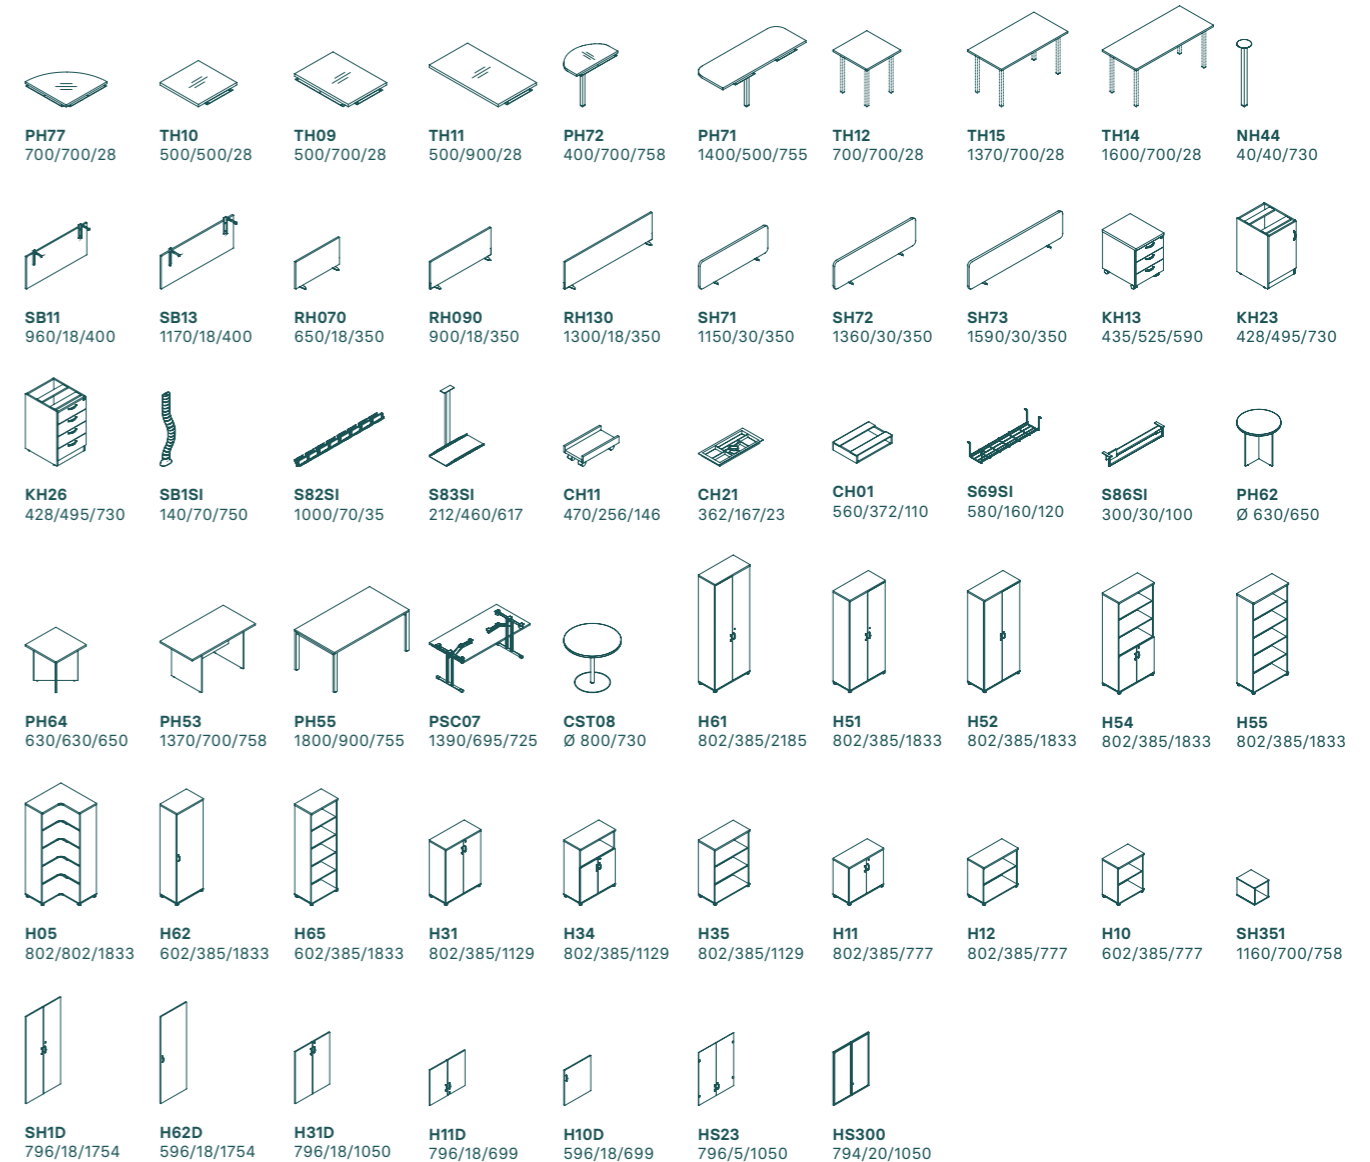 PH77
700/700/28
TH10
500/500/28
TH09
500/700/28
TH11
500/900/28
PH72
400/700/758
PH71
1400/500/755
TH12
700/700/28
TH15
1370/700/28
TH14
1600/700/28
NH44
40/40/730
SB11
960/18/400
SB13
1170/18/400
RH070
650/18/350
RH090
900/18/350
RH130
1300/18/350
SH71
1150/30/350
SH72
1360/30/350
SH73
1590/30/350
KH13
435/525/590
KH23
428/495/730
KH26
428/495/730
SB1SI
140/70/750
S82SI
1000/70/35
S83SI
212/460/617
CH11
470/256/146
CH21
362/167/23
CH01
560/372/110
S69SI
580/160/120
S86SI
300/30/100
PH62
Ø 630/650
PH64
630/630/650
PH53
1370/700/758
PH55
1800/900/755
PSC07
1390/695/725
CST08
Ø 800/730
H61
802/385/2185
H51
802/385/1833
H52
802/385/1833
H54
802/385/1833
H55
802/385/1833
H05
802/802/1833
H62
602/385/1833
H65
602/385/1833
H31
802/385/1129
H34
802/385/1129
H35
802/385/1129
H11
802/385/777
H12
802/385/777
H10
602/385/777
SH351
1160/700/758
SH1D
796/18/1754
H62D
596/18/1754
H31D
796/18/1050
H11D
796/18/699
H10D
596/18/699
HS23
796/5/1050
HS300
794/20/1050